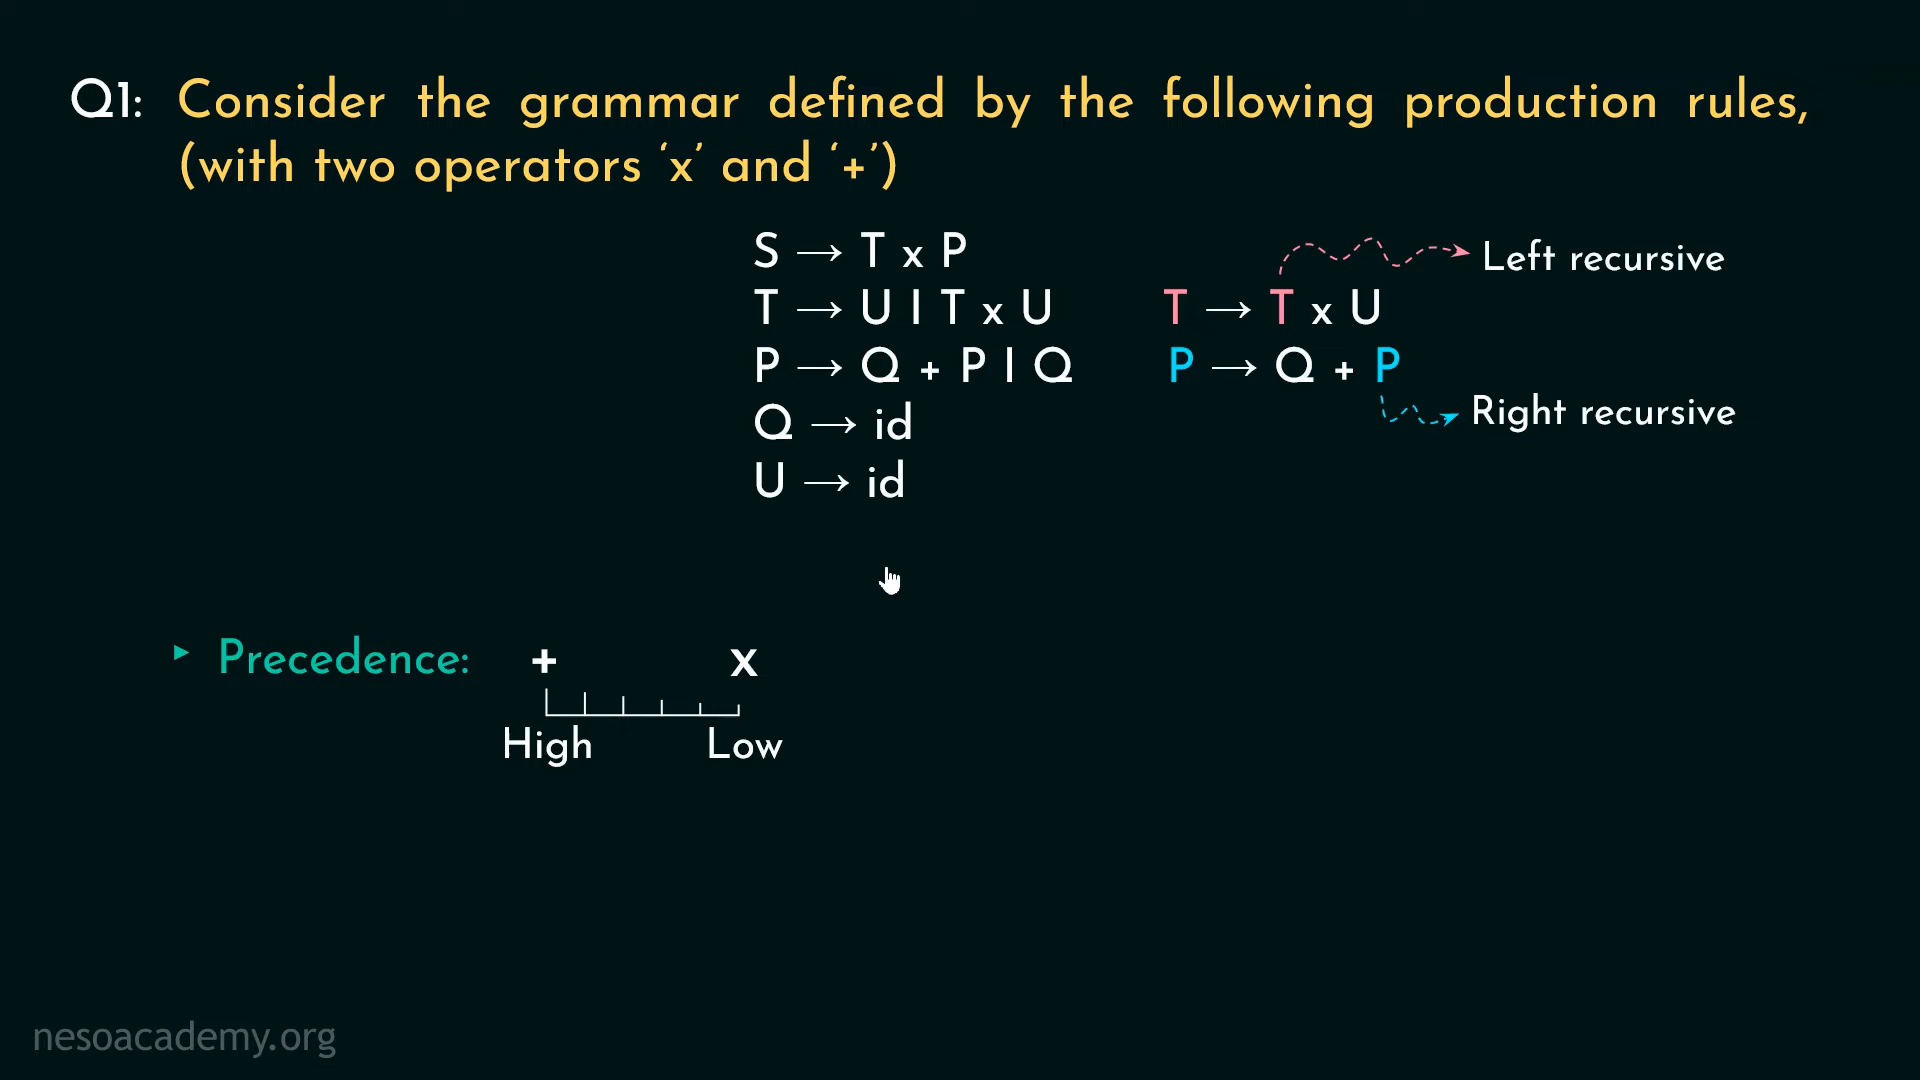 Q1: Consider the grammar defined by the following production rules,
(with two operators ‘x’ and ‘+’)
S → T x P
T → U | T x U
P → Q + P | Q
Q → id
U → id
Left recursive
T → T x U
P → Q + P
Right recursive
▸ Precedence: + x
High Low
nesoacademy.org